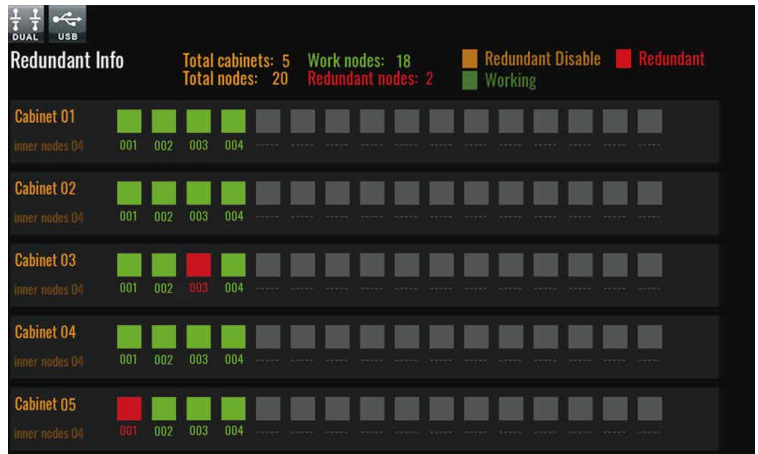 DUAL USB
Redundant Info
Total cabinets: 5 Work nodes: 18 Redundant Disable Redundant
Total nodes: 20 Redundant nodes: 2 Working
Cabinet 01
inner nodes 04 001 002 003 004 ----- ----- ----- ----- ----- ----- ----- ----- ----- ----- ----- -----
Cabinet 02
inner nodes 04 001 002 003 004 ----- ----- ----- ----- ----- ----- ----- ----- ----- ----- ----- -----
Cabinet 03
inner nodes 04 001 002 003 004 ----- ----- ----- ----- ----- ----- ----- ----- ----- ----- ----- -----
Cabinet 04
inner nodes 04 001 002 003 004 ----- ----- ----- ----- ----- ----- ----- ----- ----- ----- ----- -----
Cabinet 05
inner nodes 04 001 002 003 004 ----- ----- ----- ----- ----- ----- ----- ----- ----- ----- ----- -----